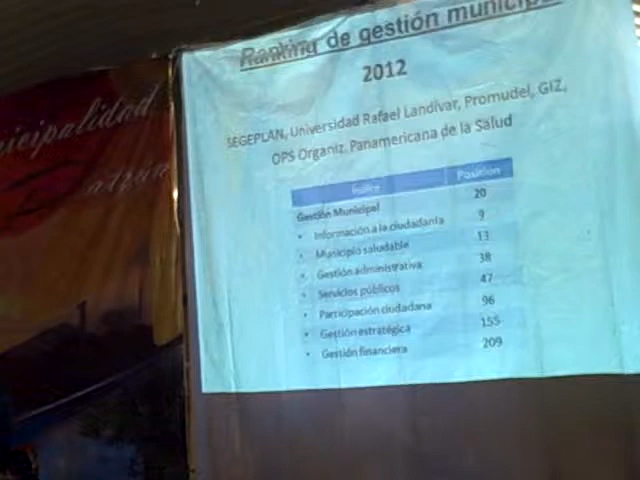 Ranking de gestión municip
2012
SEGEPLAN, Universidad Rafael Landívar, Promudel, GIZ,
OPS Organiz. Panamericana de la Salud
Índice Posición
Gestión Municipal 20
• Información a la ciudadanía 9
• Municipio saludable 13
• Gestión administrativa 38
• Servicios públicos 47
• Participación ciudadana 96
• Gestión estratégica 155
• Gestión financiera 209
nicipalidad